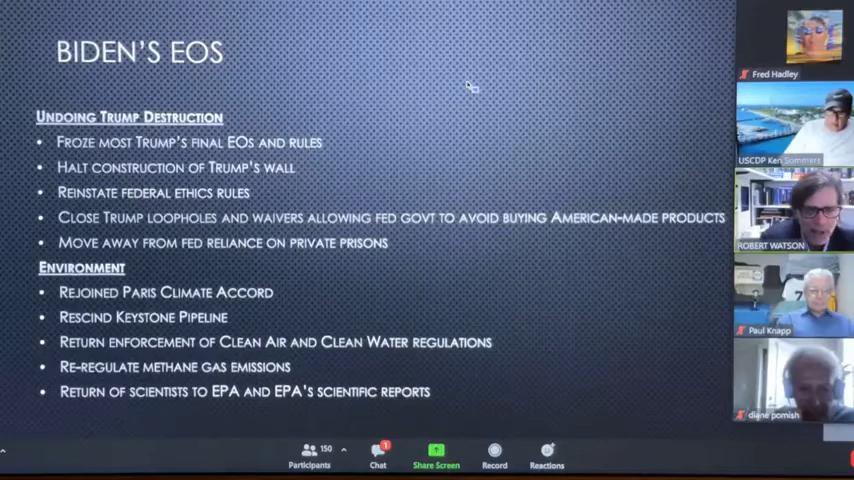 BIDEN'S EOS
UNDOING TRUMP DESTRUCTION
• FROZE MOST TRUMP'S FINAL EOS AND RULES
• HALT CONSTRUCTION OF TRUMP'S WALL
• REINSTATE FEDERAL ETHICS RULES
• CLOSE TRUMP LOOPHOLES AND WAIVERS ALLOWING FED GOVT TO AVOID BUYING AMERICAN-MADE PRODUCTS
• MOVE AWAY FROM FED RELIANCE ON PRIVATE PRISONS
ENVIRONMENT
• REJOINED PARIS CLIMATE ACCORD
• RESCIND KEYSTONE PIPELINE
• RETURN ENFORCEMENT OF CLEAN AIR AND CLEAN WATER REGULATIONS
• RE-REGULATE METHANE GAS EMISSIONS
• RETURN OF SCIENTISTS TO EPA AND EPA'S SCIENTIFIC REPORTS
Fred Hadley
USCDP Ken Sommers
ROBERT WATSON
Paul Knapp
7
diane pomish
150
1
Participants
Chat
Share Screen
Record
Reactions